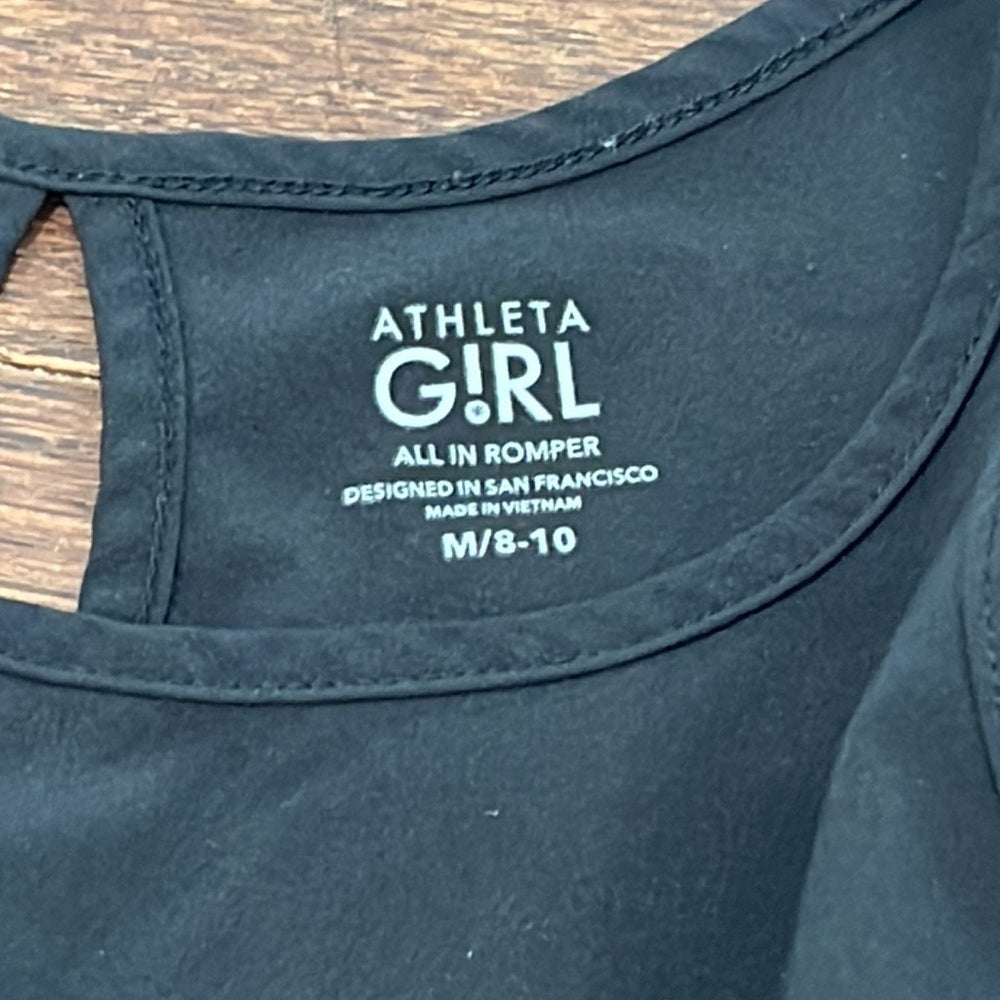 ATHLETA
G!RL
ALL IN ROMPER
DESIGNED IN SAN FRANCISCO
MADE IN VIETNAM
M/8-10